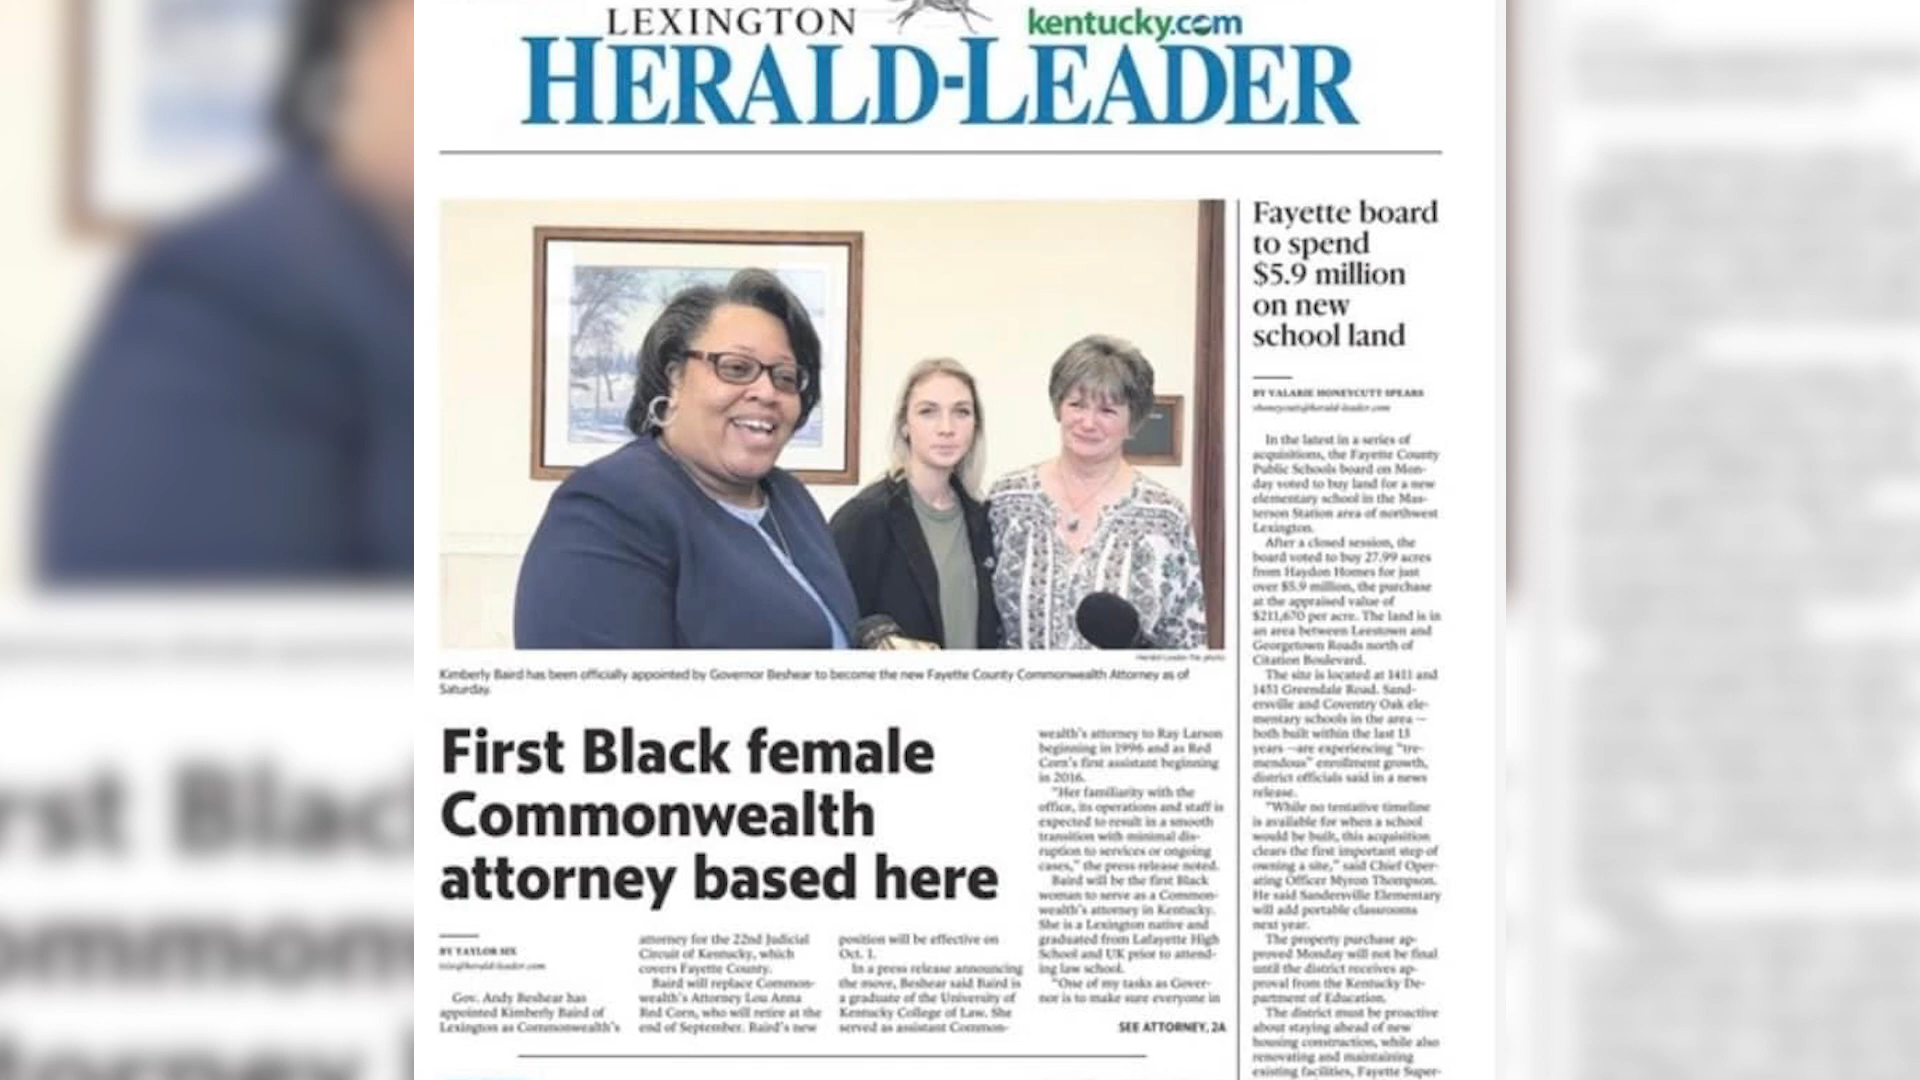 LEXINGTON
kentucky.com
HERALD-LEADER
Kimberly Baird has been officially appointed by Governor Beshear to become the new Fayette County Commonwealth Attorney as of
Saturday.
First Black female
Commonwealth
attorney based here
BY TAYLOR SIX
tsix@herald-leader.com
Gov. Andy Beshear has
appointed Kimberly Baird of
Lexington as Commonwealth's
attorney for the 22nd Judicial
Circuit of Kentucky, which
covers Fayette County.
Baird will replace Common-
wealth's Attorney Lou Anna
Red Corn, who will retire at the
end of September. Baird's new
position will be effective on
Oct. 1.
In a press release announcing
the move, Beshear said Baird is
a graduate of the University of
Kentucky College of Law. She
served as assistant Common-
wealth's attorney to Ray Larson
beginning in 1996 and as Red
Corn's first assistant beginning
in 2016.
"Her familiarity with the
office, its operations and staff is
expected to result in a smooth
transition with minimal dis-
ruption to services or ongoing
cases," the press release noted.
Baird will be the first Black
woman to serve as a Common-
wealth's attorney in Kentucky.
She is a Lexington native and
graduated from Lafayette High
School and UK prior to attend-
ing law school.
"One of my tasks as Gover-
nor is to make sure everyone in
SEE ATTORNEY, 2A
Fayette board
to spend
$5.9 million
on new
school land
BY VALARIE HONEYCUTT SPEARS
vhoneycutt@herald-leader.com
In the latest in a series of
acquisitions, the Fayette County
Public Schools board on Mon-
day voted to buy land for a new
elementary school in the Mas-
terson Station area of northwest
Lexington.
After a closed session, the
board voted to buy 27.99 acres
from Haydon Homes for just
over $5.9 million, the purchase
at the appraised value of
$211,670 per acre. The land is in
an area between Leestown and
Georgetown Roads north of
Citation Boulevard.
The site is located at 1411 and
1451 Greendale Road. Sand-
ersville and Coventry Oak ele-
mentary schools in the area —
both built within the last 13
years —are experiencing "tre-
mendous" enrollment growth,
district officials said in a news
release.
"While no tentative timeline
is available for when a school
would be built, this acquisition
clears the first important step of
owning a site," said Chief Oper-
ating Officer Myron Thompson.
He said Sandersville Elementary
will add portable classrooms
next year.
The property purchase ap-
proved Monday will not be final
until the district receives ap-
proval from the Kentucky De-
partment of Education.
The district must be proactive
about staying ahead of new
housing construction, while also
renovating and maintaining
existing facilities, Fayette Super-